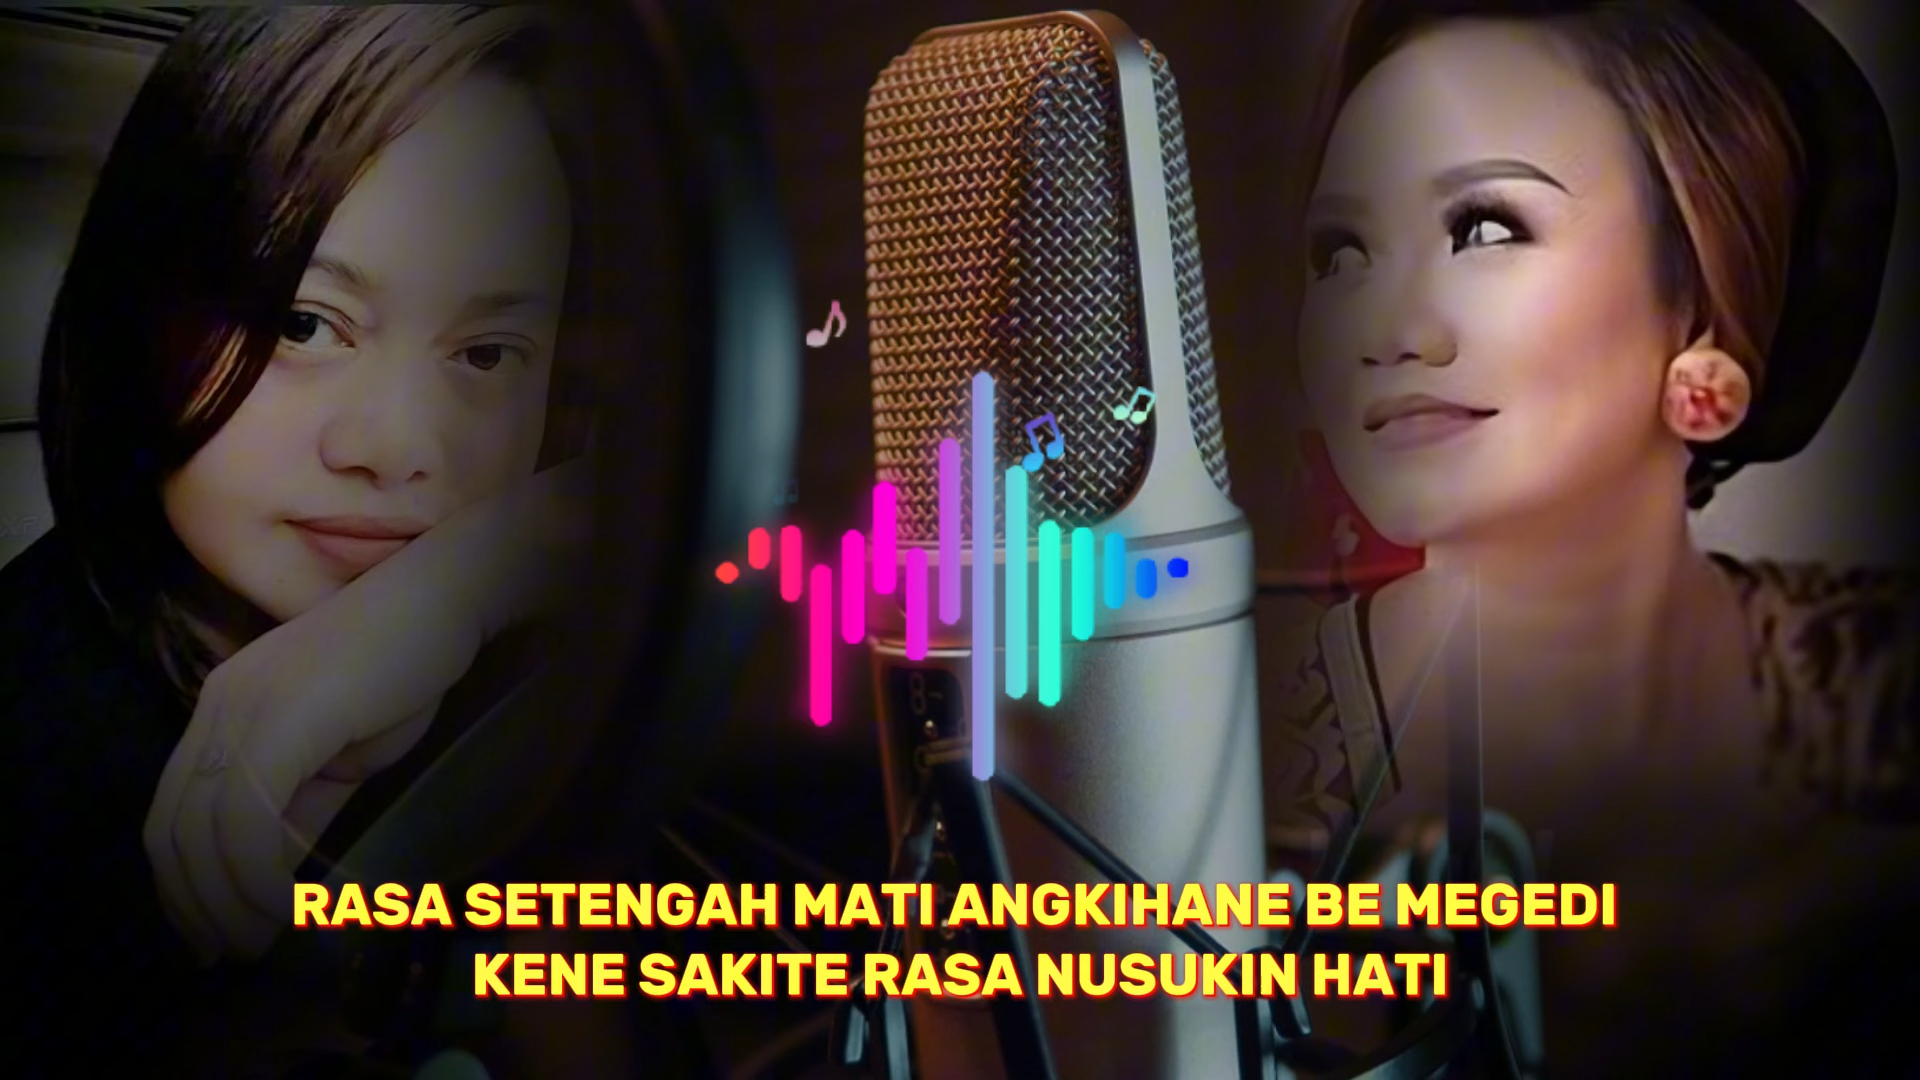 RASA SETENGAH MATI ANGKIHANE BE MEGEDI
KENE SAKITE RASA NUSUKIN HATI